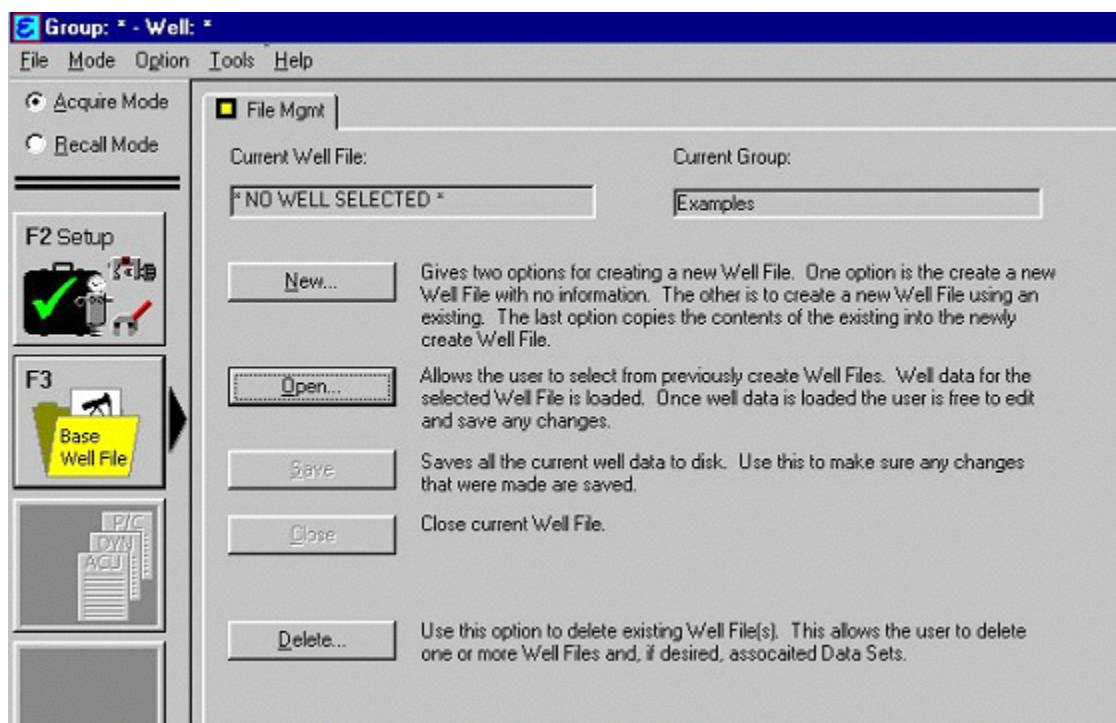 Group: * - Well: *
File Mode Option Tools Help
Acquire Mode
Recall Mode
File Mgmt
Current Well File:
Current Group:
* NO WELL SELECTED *
Examples
F2 Setup
New...
Gives two options for creating a new Well File. One option is the create a new
Well File with no information. The other is to create a new Well File using an
existing. The last option copies the contents of the existing into the newly
create Well File.
F3
Base
Well File
Open...
Allows the user to select from previously create Well Files. Well data for the
selected Well File is loaded. Once well data is loaded the user is free to edit
and save any changes.
Save
Saves all the current well data to disk. Use this to make sure any changes
that were made are saved.
Close
Close current Well File.
P/C
DYN
ACU
Delete...
Use this option to delete existing Well File(s). This allows the user to delete
one or more Well Files and, if desired, assocaited Data Sets.